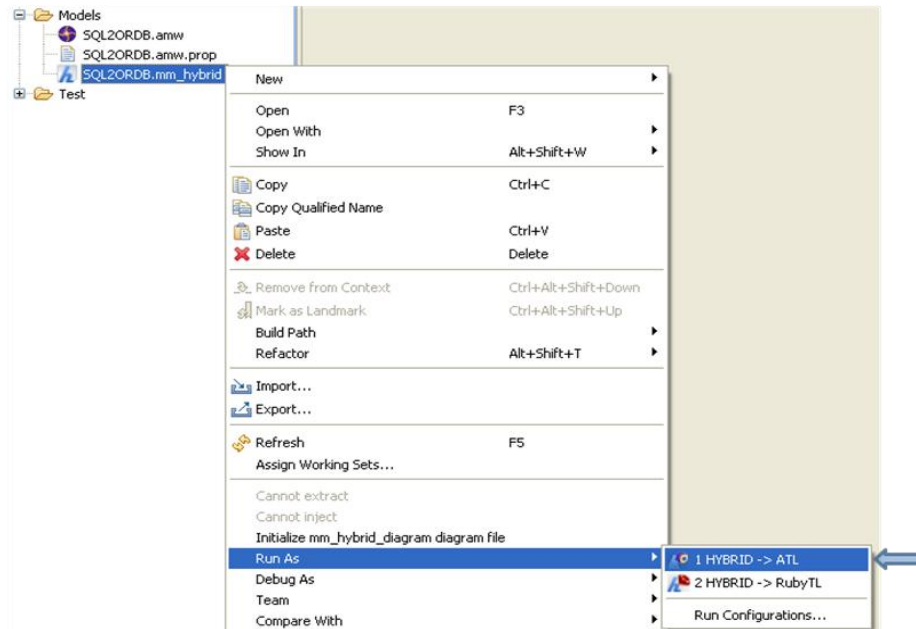 Models
SQL2ORDB.amw
SQL2ORDB.amw.prop
SQL2ORDB.mm_hybrid
Test
New
Open F3
Open With
Show In Alt+Shift+W
Copy Ctrl+C
Copy Qualified Name
Paste Ctrl+V
Delete Delete
Remove from Context Ctrl+Alt+Shift+Down
Mark as Landmark Ctrl+Alt+Shift+Up
Build Path
Refactor Alt+Shift+T
Import...
Export...
Refresh F5
Assign Working Sets...
Cannot extract
Cannot inject
Initialize mm_hybrid_diagram diagram file
Run As
Debug As
Team
Compare With
1 HYBRID -> ATL
2 HYBRID -> RubyTL
Run Configurations...